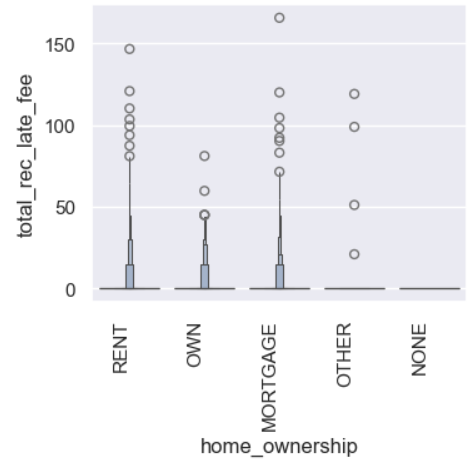 150
100
50
0
total_rec_late_fee
RENT
OWN
MORTGAGE
OTHER
NONE
home_ownership